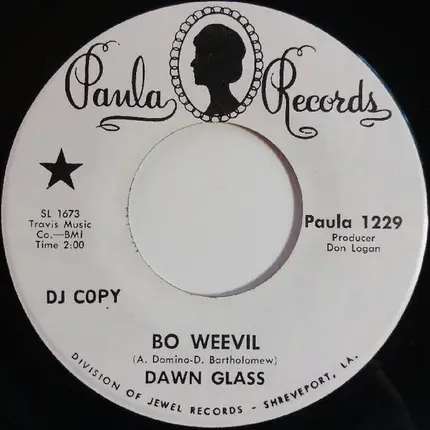 Paula Records
SL 1673
Travis Music
Co.—BMI
Time 2:00
Paula 1229
Producer
Don Logan
DJ COPY
BO WEEVIL
(A. Domino-D. Bartholomew)
DAWN GLASS
DIVISION OF JEWEL RECORDS - SHREVEPORT, LA.